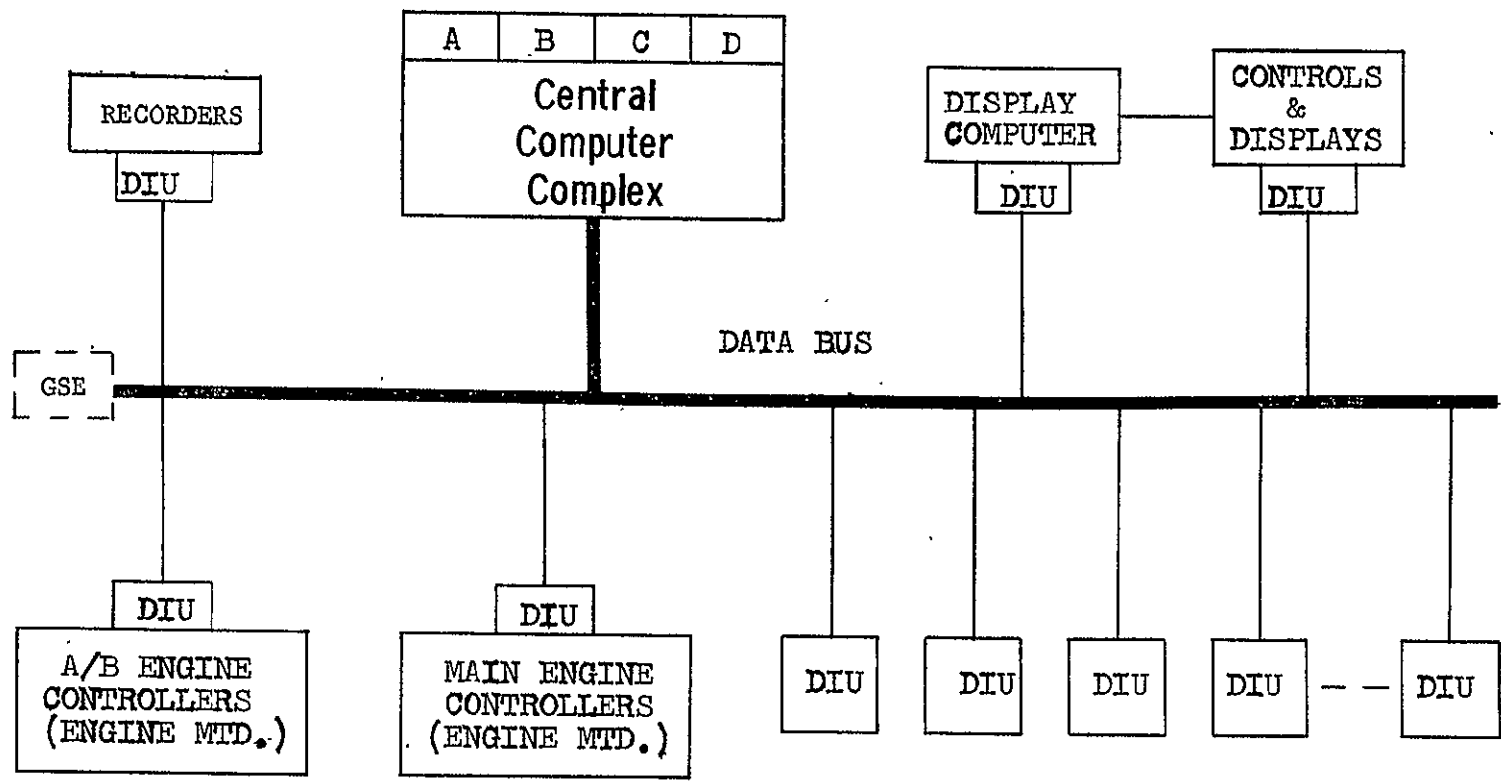 A B C D
Central
Computer
Complex
RECORDERS
DIU
DISPLAY
COMPUTER
DIU
CONTROLS
&
DISPLAYS
DIU
DATA BUS
GSE
DIU
A/B ENGINE
CONTROLLERS
(ENGINE MTD.)
DIU
MAIN ENGINE
CONTROLLERS
(ENGINE MTD.)
DIU
DIU
DIU
DIU
DIU